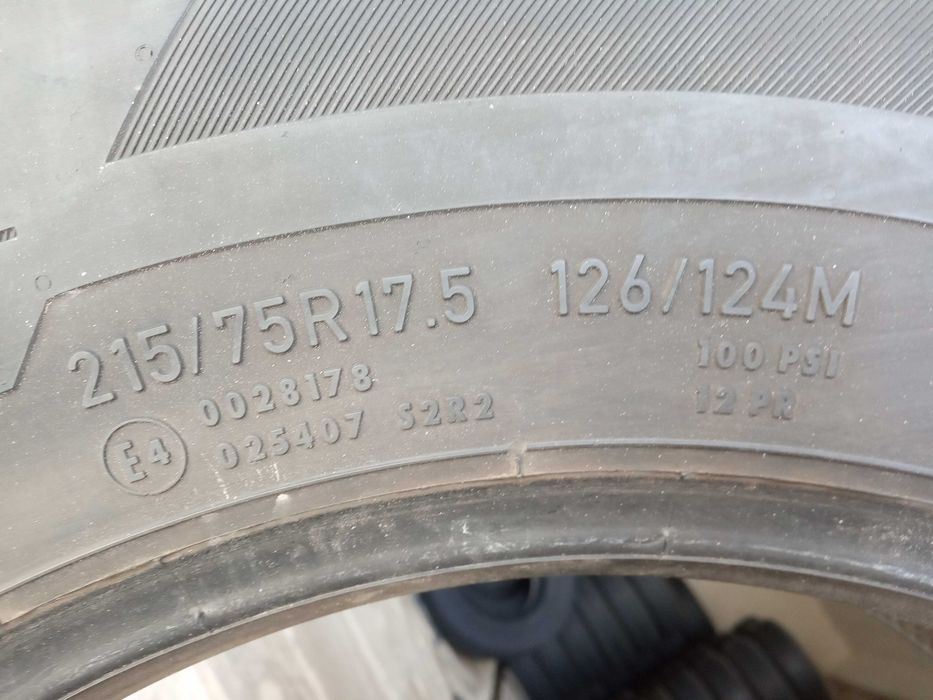 215/75R17.5 126/124M
100 PSI
12 PR
E4 0028178
025407 S2R2